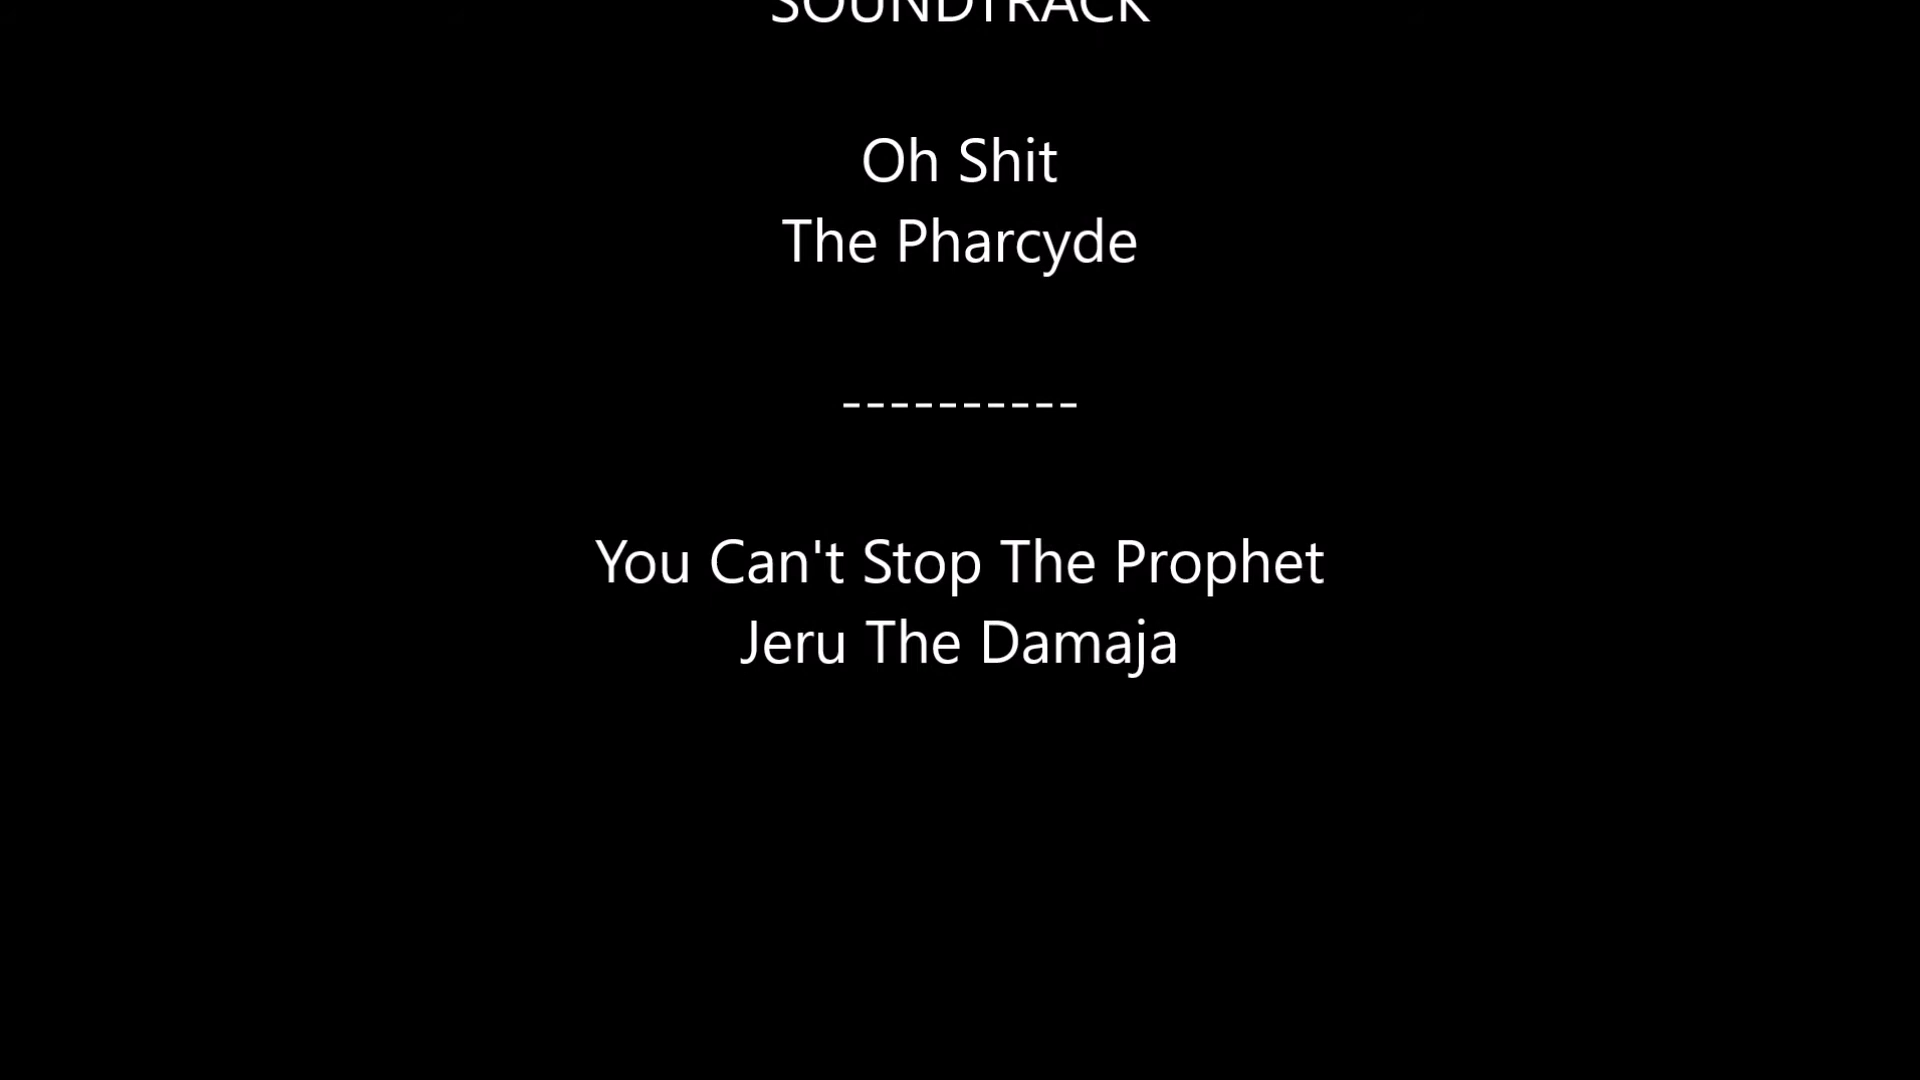 SOUNDTRACK
Oh Shit
The Pharcyde
----------
You Can't Stop The Prophet
Jeru The Damaja